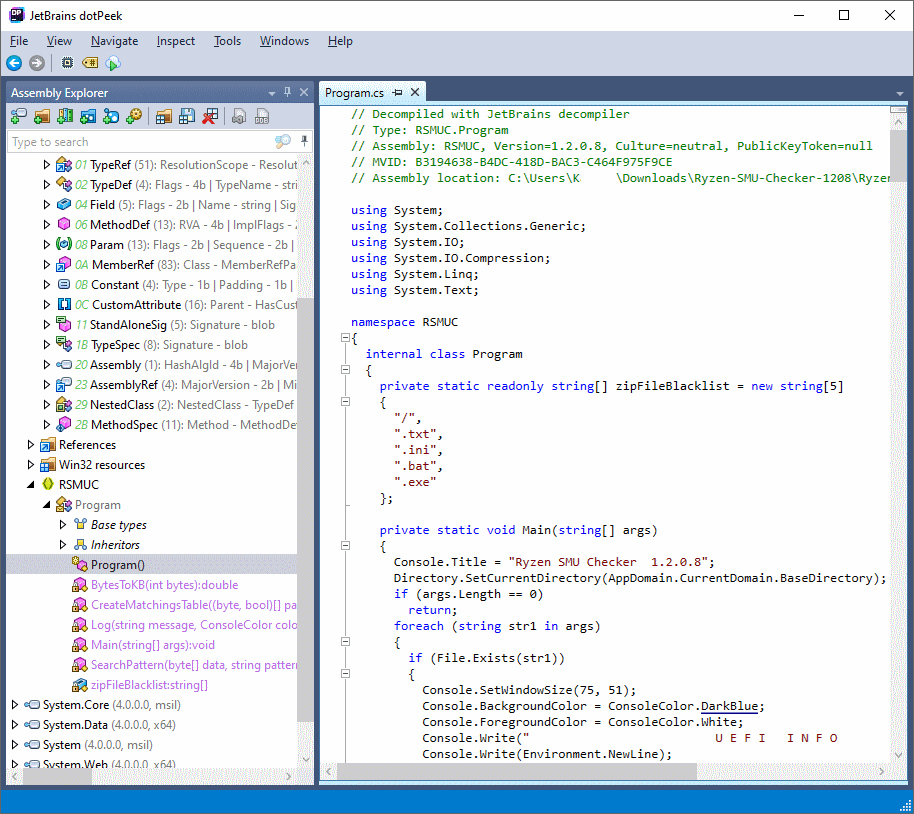 JetBrains dotPeek
File View Navigate Inspect Tools Windows Help
Assembly Explorer
Type to search
01 TypeRef (51): ResolutionScope - Resolut
02 TypeDef (4): Flags - 4b | TypeName - stri
04 Field (5): Flags - 2b | Name - string | Sig
06 MethodDef (13): RVA - 4b | ImplFlags - 2
08 Param (13): Flags - 2b | Sequence - 2b |
0A MemberRef (83): Class - MemberRefPa
0B Constant (4): Type - 1b | Padding - 1b |
0C CustomAttribute (16): Parent - HasCust
11 StandAloneSig (5): Signature - blob
1B TypeSpec (8): Signature - blob
20 Assembly (1): HashAlgId - 4b | MajorVer
23 AssemblyRef (4): MajorVersion - 2b | Mi
29 NestedClass (2): NestedClass - TypeDef
2B MethodSpec (11): Method - MethodDe
References
Win32 resources
RSMUC
Program
Base types
Inheritors
Program()
BytesToKB(int bytes):double
CreateMatchingsTable((byte, bool)[] pa
Log(string message, ConsoleColor colo
Main(string[] args):void
SearchPattern(byte[] data, string pattern
zipFileBlacklist:string[]
System.Core (4.0.0.0, msil)
System.Data (4.0.0.0, x64)
System (4.0.0.0, msil)
System.Web (4.0.0.0, x64)
Program.cs
// Decompiled with JetBrains decompiler
// Type: RSMUC.Program
// Assembly: RSMUC, Version=1.2.0.8, Culture=neutral, PublicKeyToken=null
// MVID: B3194638-B4DC-418D-BAC3-C464F975F9CE
// Assembly location: C:\Users\K \Downloads\Ryzen-SMU-Checker-1208\Ryzen
using System;
using System.Collections.Generic;
using System.IO;
using System.IO.Compression;
using System.Linq;
using System.Text;
namespace RSMUC
{
internal class Program
{
private static readonly string[] zipFileBlacklist = new string[5]
{
"/",
".txt",
".ini",
".bat",
".exe"
};
private static void Main(string[] args)
{
Console.Title = "Ryzen SMU Checker  1.2.0.8";
Directory.SetCurrentDirectory(AppDomain.CurrentDomain.BaseDirectory);
if (args.Length == 0)
return;
foreach (string str1 in args)
{
if (File.Exists(str1))
{
Console.SetWindowSize(75, 51);
Console.BackgroundColor = ConsoleColor.DarkBlue;
Console.ForegroundColor = ConsoleColor.White;
Console.Write(" U E F I   I N F O
Console.Write(Environment.NewLine);